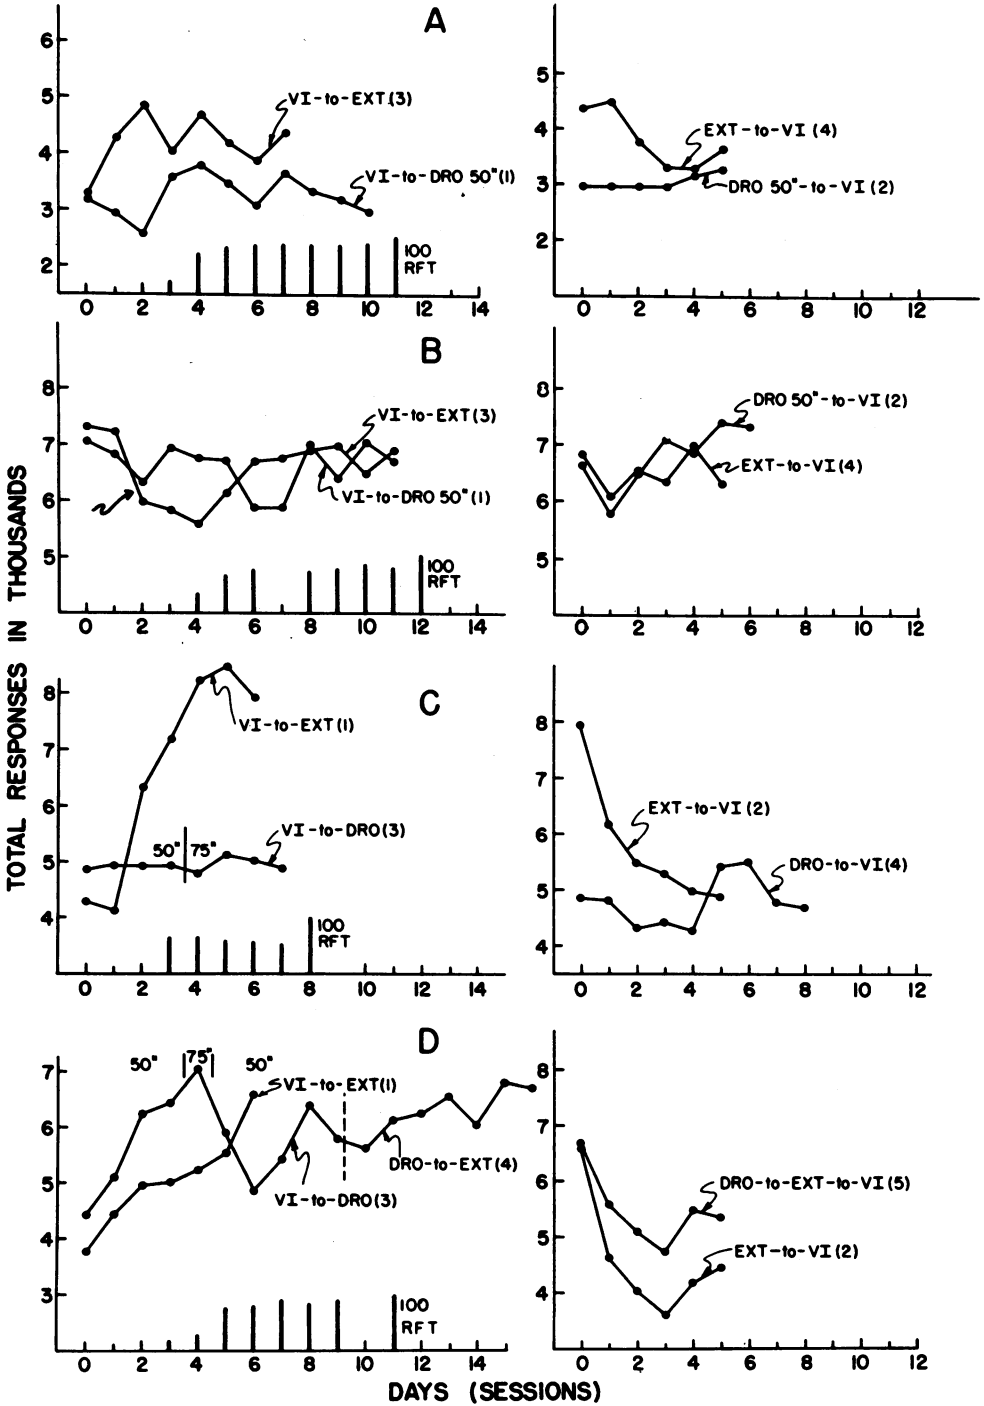 A
6
5
4
3
2
VI-to-EXT(3)
VI-to-DRO 50"(1)
100
RFT
0 2 4 6 8 10 12 14
5
4
3
2
EXT-to-VI(4)
DRO 50"-to-VI(2)
0 2 4 6 8 10 12
B
8
7
6
5
VI-to-EXT(3)
VI-to-DRO 50"(1)
100
RFT
0 2 4 6 8 10 12 14
8
7
6
5
DRO 50"-to-VI(2)
EXT-to-VI(4)
0 2 4 6 8 10 12
TOTAL RESPONSES IN THOUSANDS
C
8
7
6
5
4
VI-to-EXT(1)
50" 75"
VI-to-DRO(3)
100
RFT
0 2 4 6 8 10 12 14
8
7
6
5
4
EXT-to-VI(2)
DRO-to-VI(4)
0 2 4 6 8 10 12
D
7
6
5
4
3
50" 75" 50"
VI-to-EXT(1)
DRO-to-EXT(4)
VI-to-DRO(3)
100
RFT
0 2 4 6 8 10 12 14
8
7
6
5
4
DRO-to-EXT-to-VI(5)
EXT-to-VI(2)
0 2 4 6 8 10 12
DAYS (SESSIONS)